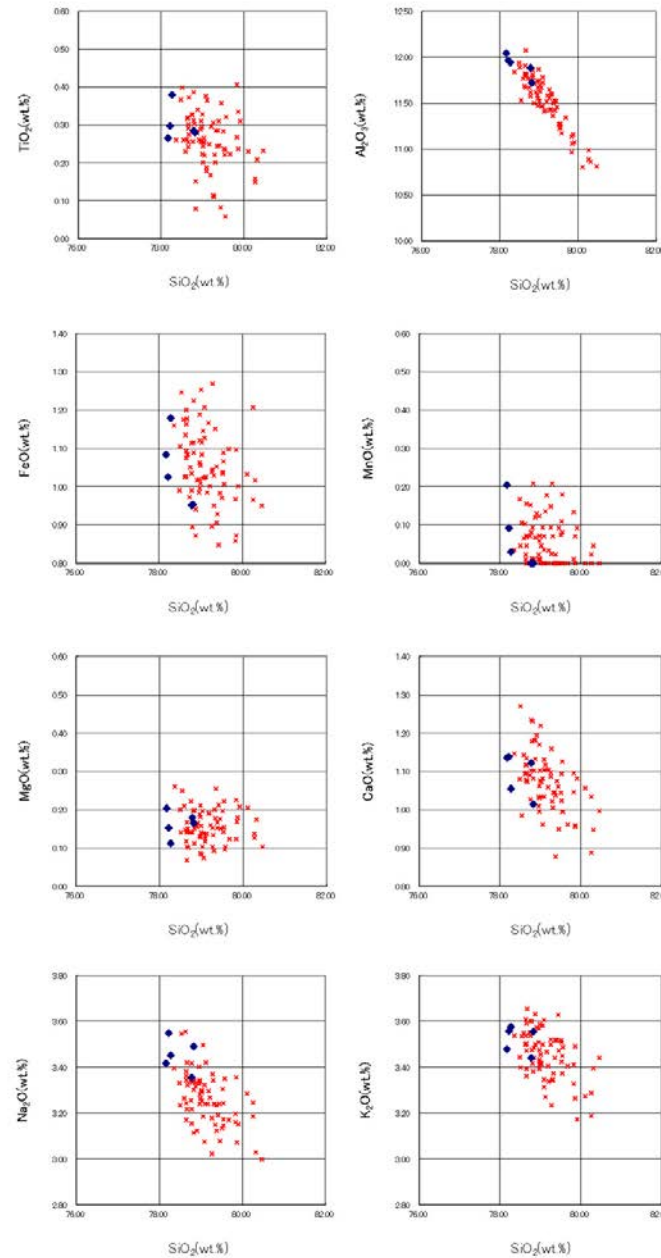 TiO₂(wt.%)
0.60
0.50
0.40
0.30
0.20
0.10
0.00
76.00 78.00 80.00 82.00
SiO₂(wt.%)
Al₂O₃(wt.%)
12.50
12.00
11.50
11.00
10.50
10.00
76.00 78.00 80.00 82.00
SiO₂(wt.%)
FeO(wt.%)
1.40
1.30
1.20
1.10
1.00
0.90
0.80
76.00 78.00 80.00 82.00
SiO₂(wt.%)
MnO(wt.%)
0.60
0.50
0.40
0.30
0.20
0.10
0.00
76.00 78.00 80.00 82.00
SiO₂(wt.%)
MgO(wt.%)
0.60
0.50
0.40
0.30
0.20
0.10
0.00
76.00 78.00 80.00 82.00
SiO₂(wt.%)
CaO(wt.%)
1.40
1.30
1.20
1.10
1.00
0.90
0.80
76.00 78.00 80.00 82.00
SiO₂(wt.%)
Na₂O(wt.%)
3.80
3.60
3.40
3.20
3.00
2.80
76.00 78.00 80.00 82.00
SiO₂(wt.%)
K₂O(wt.%)
3.80
3.60
3.40
3.20
3.00
2.80
76.00 78.00 80.00 82.00
SiO₂(wt.%)